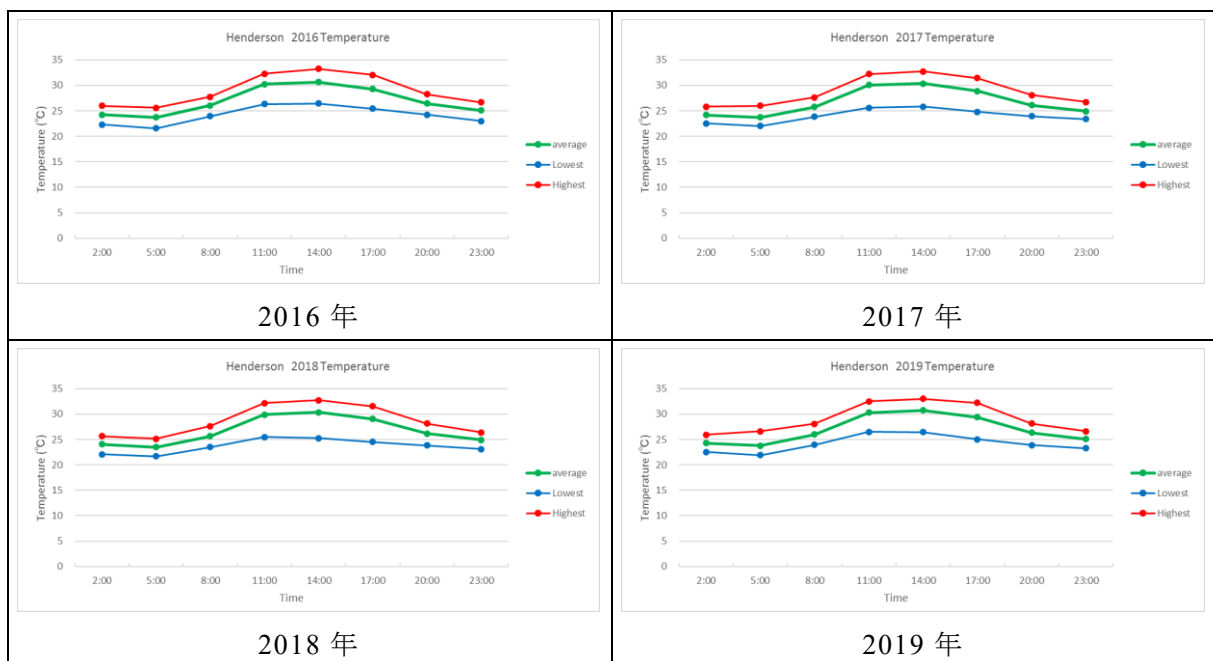 Henderson 2016 Temperature
35
30
25
20
15
10
5
0
Temperature (℃)
2:00 5:00 8:00 11:00 14:00 17:00 20:00 23:00
Time
average
Lowest
Highest
2016 年
Henderson 2017 Temperature
35
30
25
20
15
10
5
0
Temperature (℃)
2:00 5:00 8:00 11:00 14:00 17:00 20:00 23:00
Time
average
Lowest
Highest
2017 年
Henderson 2018 Temperature
35
30
25
20
15
10
5
0
Temperature (℃)
2:00 5:00 8:00 11:00 14:00 17:00 20:00 23:00
Time
average
Lowest
Highest
2018 年
Henderson 2019 Temperature
35
30
25
20
15
10
5
0
Temperature (℃)
2:00 5:00 8:00 11:00 14:00 17:00 20:00 23:00
Time
average
Lowest
Highest
2019 年